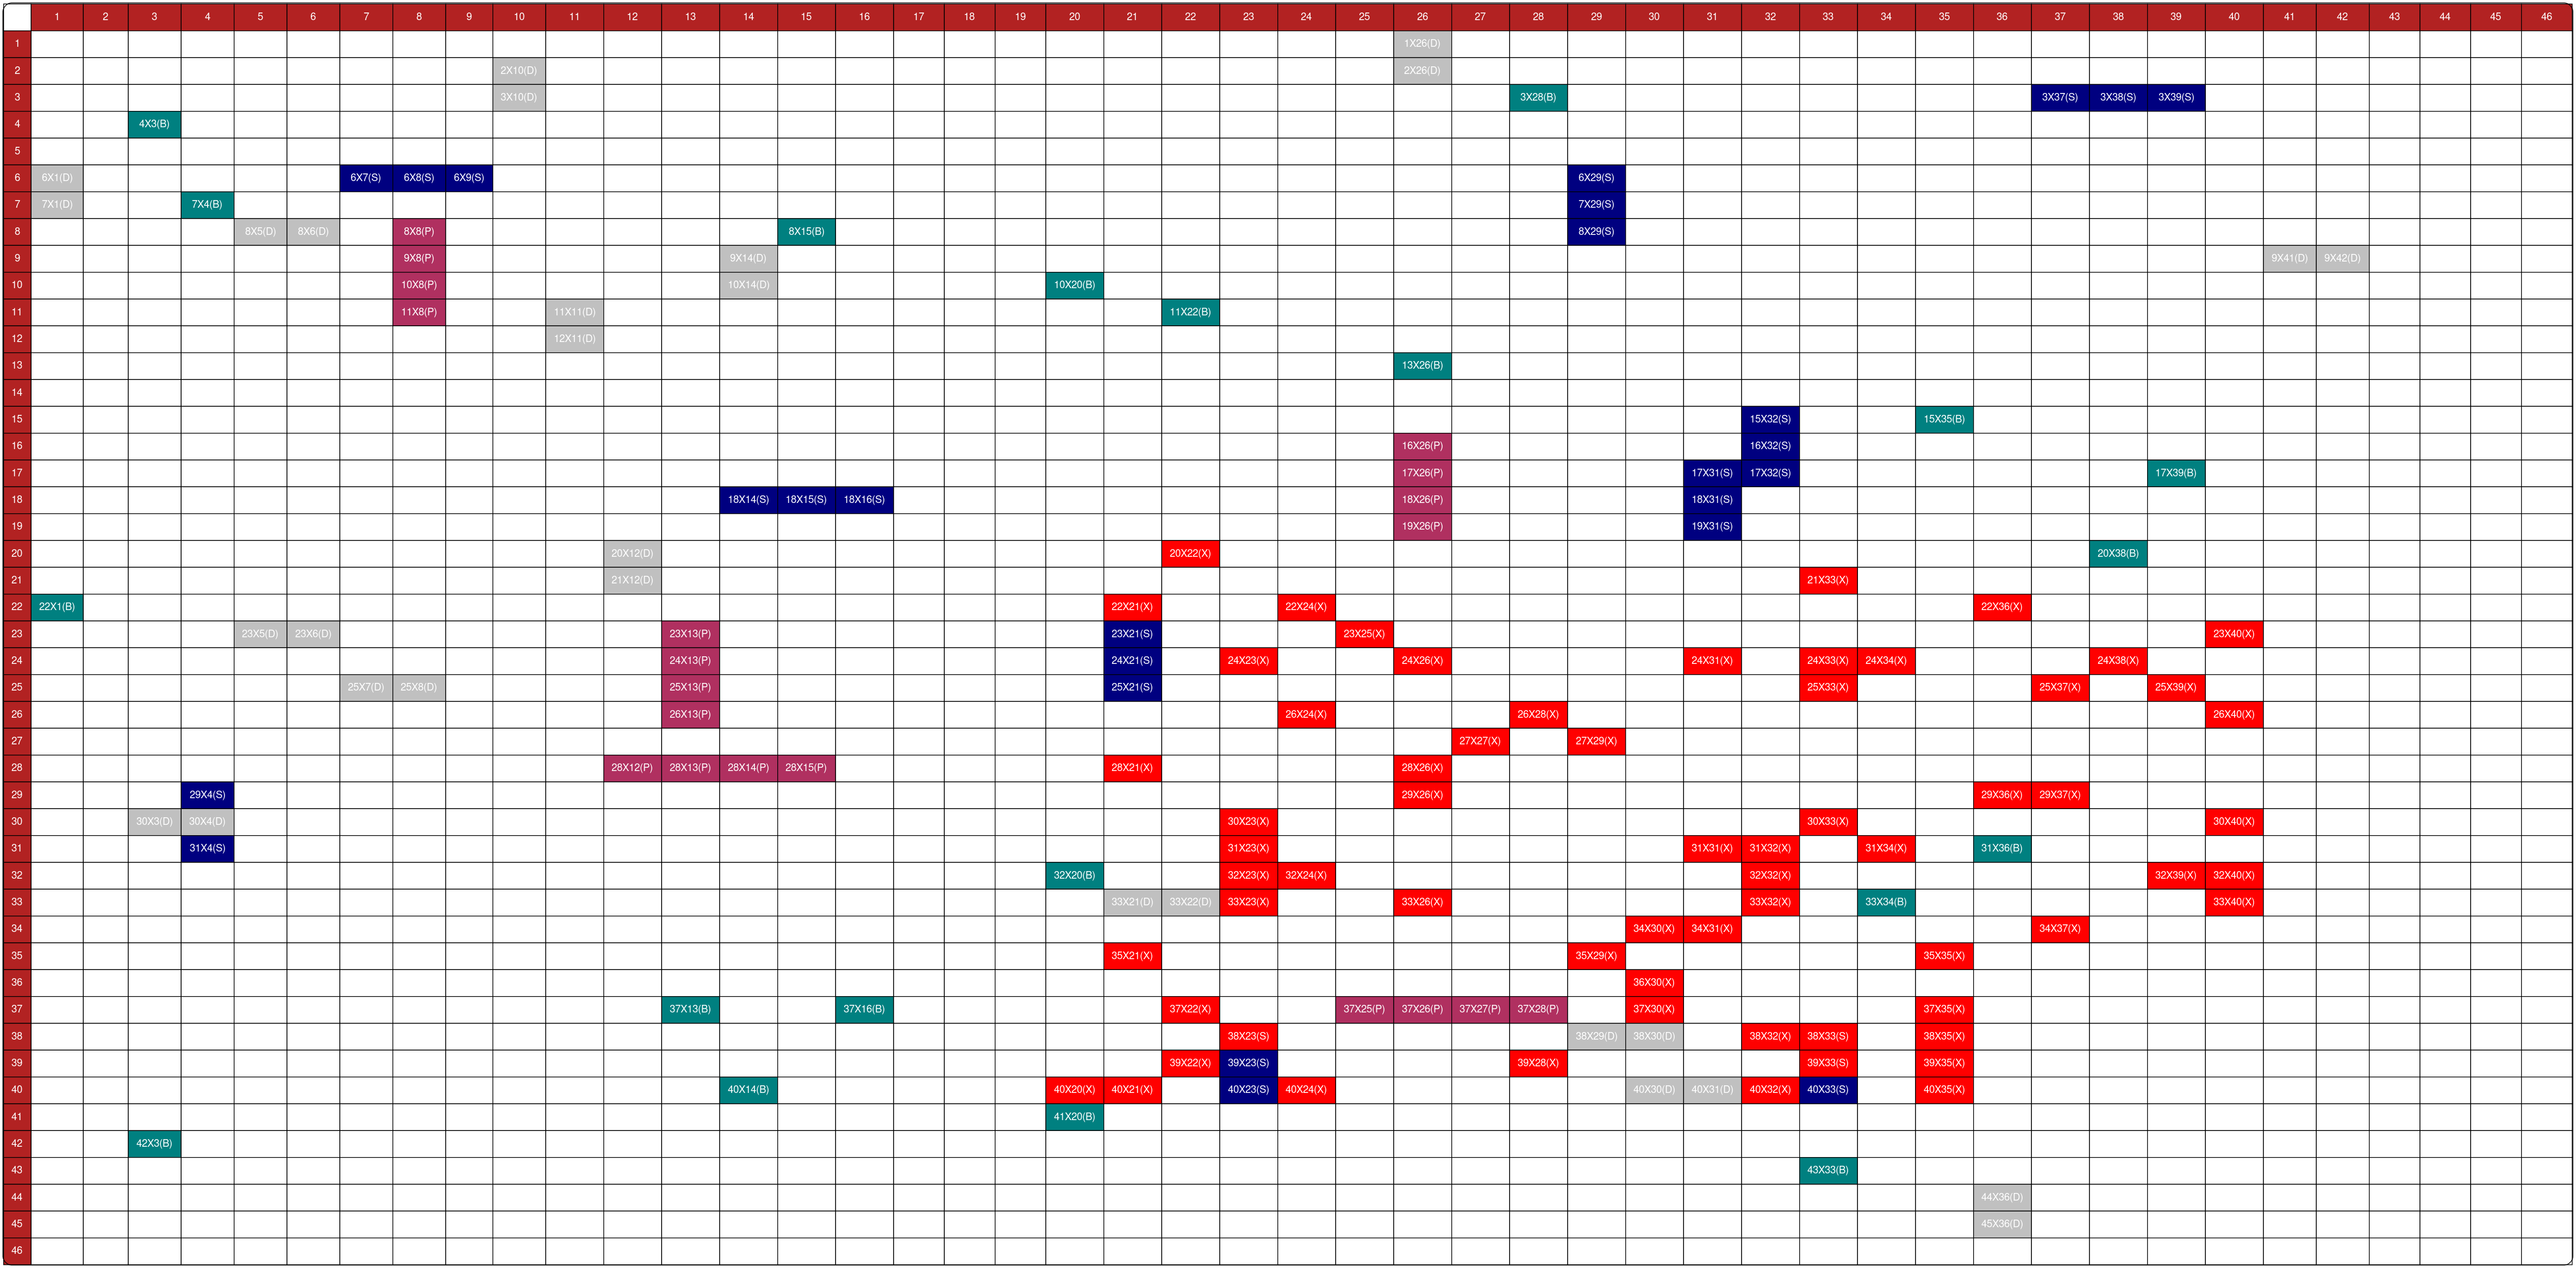 1 2 3 4 5 6 7 8 9 10 11 12 13 14 15 16 17 18 19 20 21 22 23 24 25 26 27 28 29 30 31 32 33 34 35 36 37 38 39 40 41 42 43 44 45 46
1 1X26(D)
2 2X10(D) 2X26(D)
3 3X10(D) 3X28(B) 3X37(S) 3X38(S) 3X39(S)
4 4X3(B)
5
6 6X1(D) 6X7(S) 6X8(S) 6X9(S) 6X29(S)
7 7X1(D) 7X4(B) 7X29(S)
8 8X5(D) 8X6(D) 8X8(P) 8X15(B) 8X29(S)
9 9X8(P) 9X14(D) 9X41(D) 9X42(D)
10 10X8(P) 10X14(D) 10X20(B)
11 11X8(P) 11X11(D) 11X22(B)
12 12X11(D)
13 13X26(B)
14
15 15X32(S) 15X35(B)
16 16X26(P) 16X32(S)
17 17X26(P) 17X31(S) 17X32(S) 17X39(B)
18 18X14(S) 18X15(S) 18X16(S) 18X26(P) 18X31(S)
19 19X26(P) 19X31(S)
20 20X12(D) 20X22(X) 20X38(B)
21 21X12(D) 21X33(X)
22 22X1(B) 22X21(X) 22X24(X) 22X36(X)
23 23X5(D) 23X6(D) 23X13(P) 23X21(S) 23X25(X) 23X40(X)
24 24X13(P) 24X21(S) 24X23(X) 24X26(X) 24X31(X) 24X33(X) 24X34(X) 24X38(X)
25 25X7(D) 25X8(D) 25X13(P) 25X21(S) 25X33(X) 25X37(X) 25X39(X)
26 26X13(P) 26X24(X) 26X28(X) 26X40(X)
27 27X27(X) 27X29(X)
28 28X12(P) 28X13(P) 28X14(P) 28X15(P) 28X21(X) 28X26(X)
29 29X4(S) 29X26(X) 29X36(X) 29X37(X)
30 30X3(D) 30X4(D) 30X23(X) 30X33(X) 30X40(X)
31 31X4(S) 31X23(X) 31X31(X) 31X32(X) 31X34(X) 31X36(B)
32 32X20(B) 32X23(X) 32X24(X) 32X32(X) 32X39(X) 32X40(X)
33 33X21(D) 33X22(D) 33X23(X) 33X26(X) 33X32(X) 33X34(B) 33X40(X)
34 34X30(X) 34X31(X) 34X37(X)
35 35X21(X) 35X29(X) 35X35(X)
36 36X30(X)
37 37X13(B) 37X16(B) 37X22(X) 37X25(P) 37X26(P) 37X27(P) 37X28(P) 37X30(X) 37X35(X)
38 38X23(S) 38X29(D) 38X30(D) 38X32(X) 38X33(S) 38X35(X)
39 39X22(X) 39X23(S) 39X28(X) 39X33(S) 39X35(X)
40 40X14(B) 40X20(X) 40X21(X) 40X23(S) 40X24(X) 40X30(D) 40X31(D) 40X32(X) 40X33(S) 40X35(X)
41 41X20(B)
42 42X3(B)
43 43X33(B)
44 44X36(D)
45 45X36(D)
46